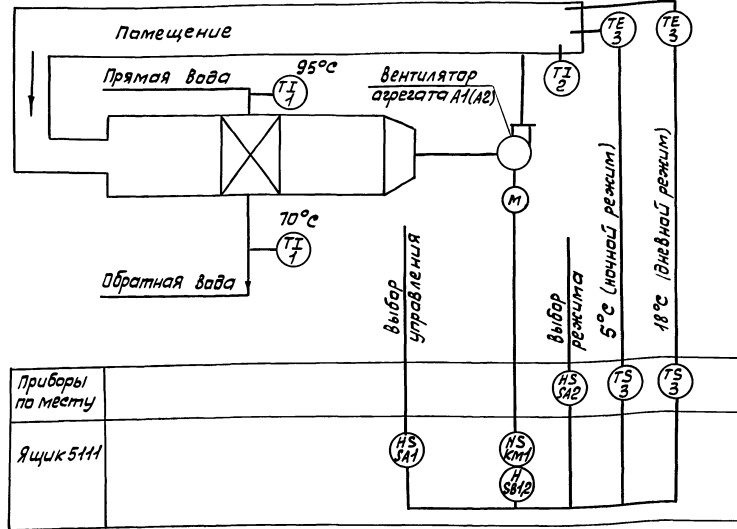 Помещение
TE
3
TE
3
95°C
Прямая вода
TI
1
TI
2
Вентилятор
агрегата А1(А2)
М
70°C
TI
1
Обратная вода
Выбор
управления
Выбор
режима
5°C (ночной режим)
18°C (дневной режим)
Приборы
по месту
HS
SA2
TS
3
TS
3
Ящик 5111
HS
SA1
NS
KM1
H
SB1,2